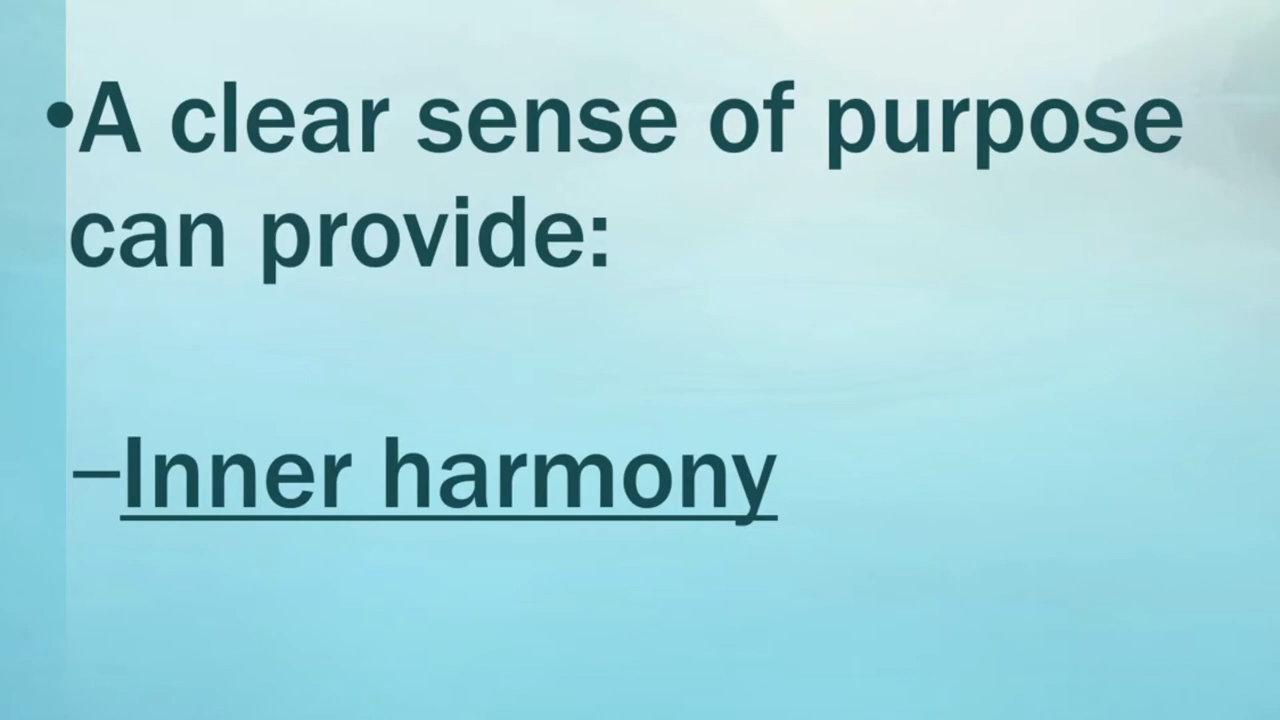 •A clear sense of purpose
can provide:
–Inner harmony